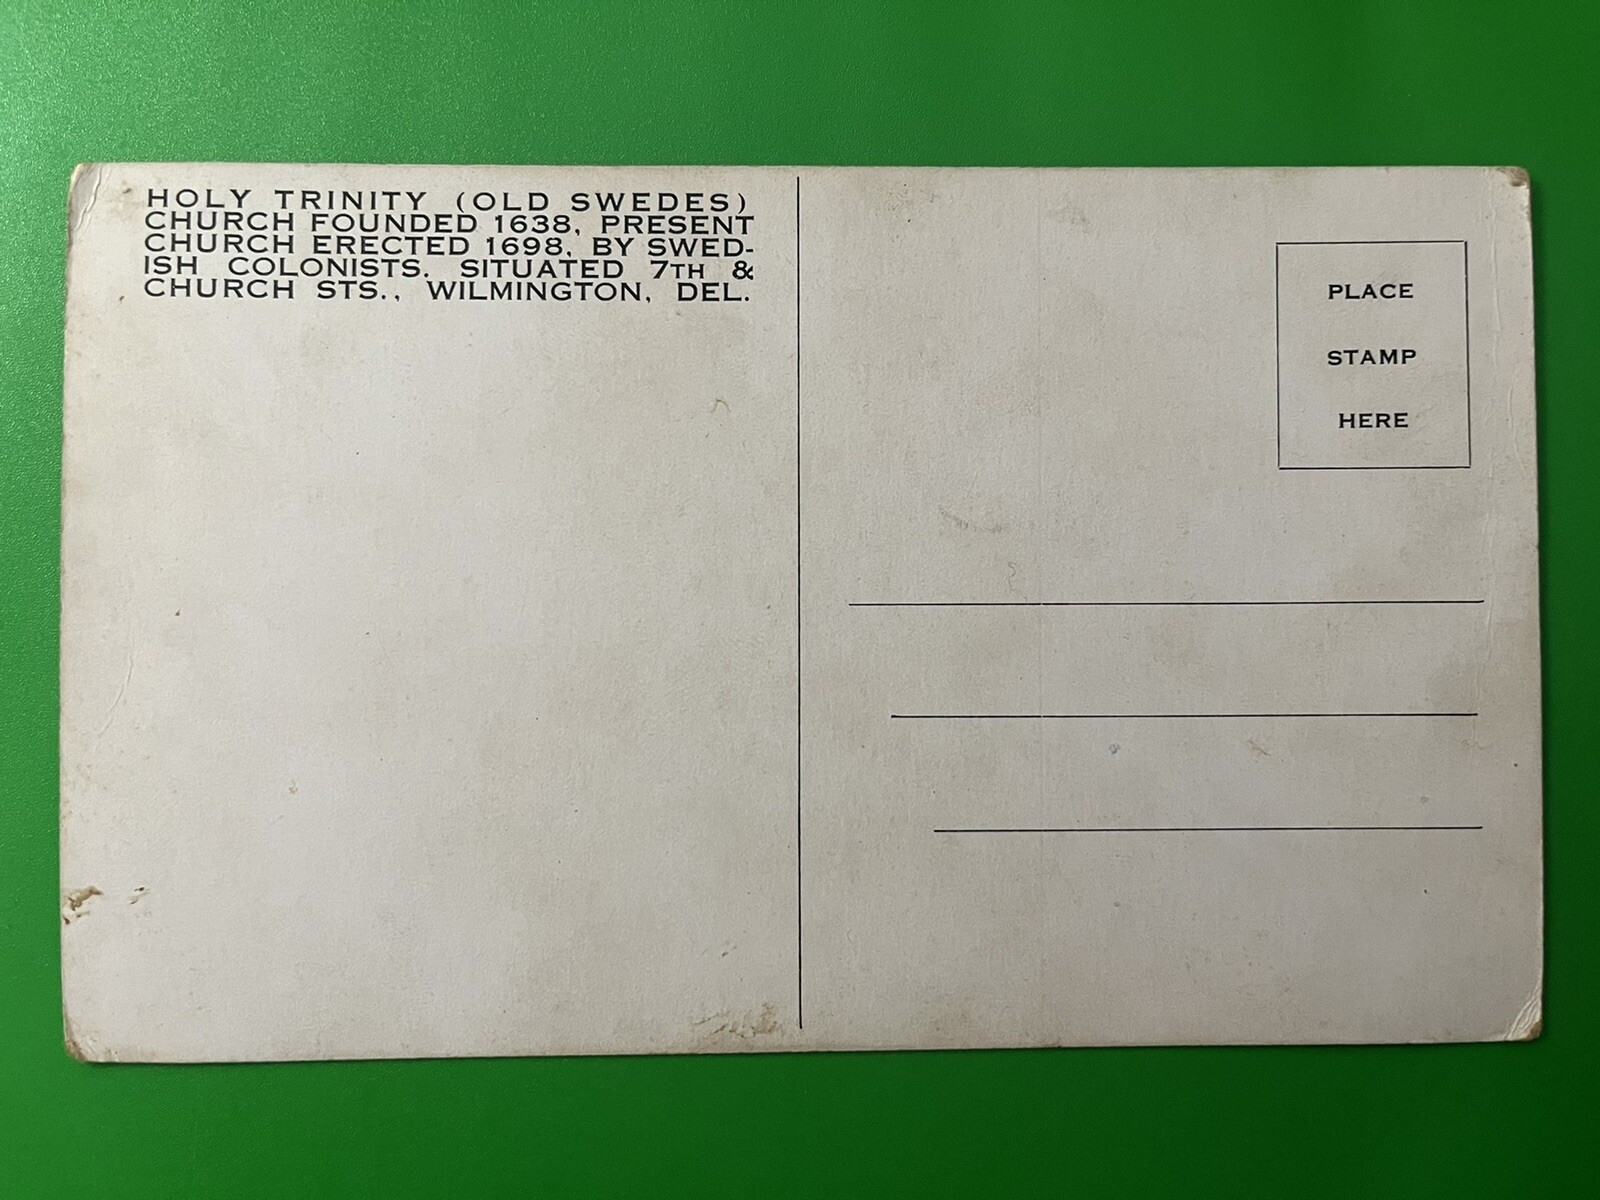 HOLY TRINITY (OLD SWEDES)
CHURCH FOUNDED 1638, PRESENT
CHURCH ERECTED 1698, BY SWED-
ISH COLONISTS. SITUATED 7TH &
CHURCH STS., WILMINGTON, DEL.
PLACE
STAMP
HERE